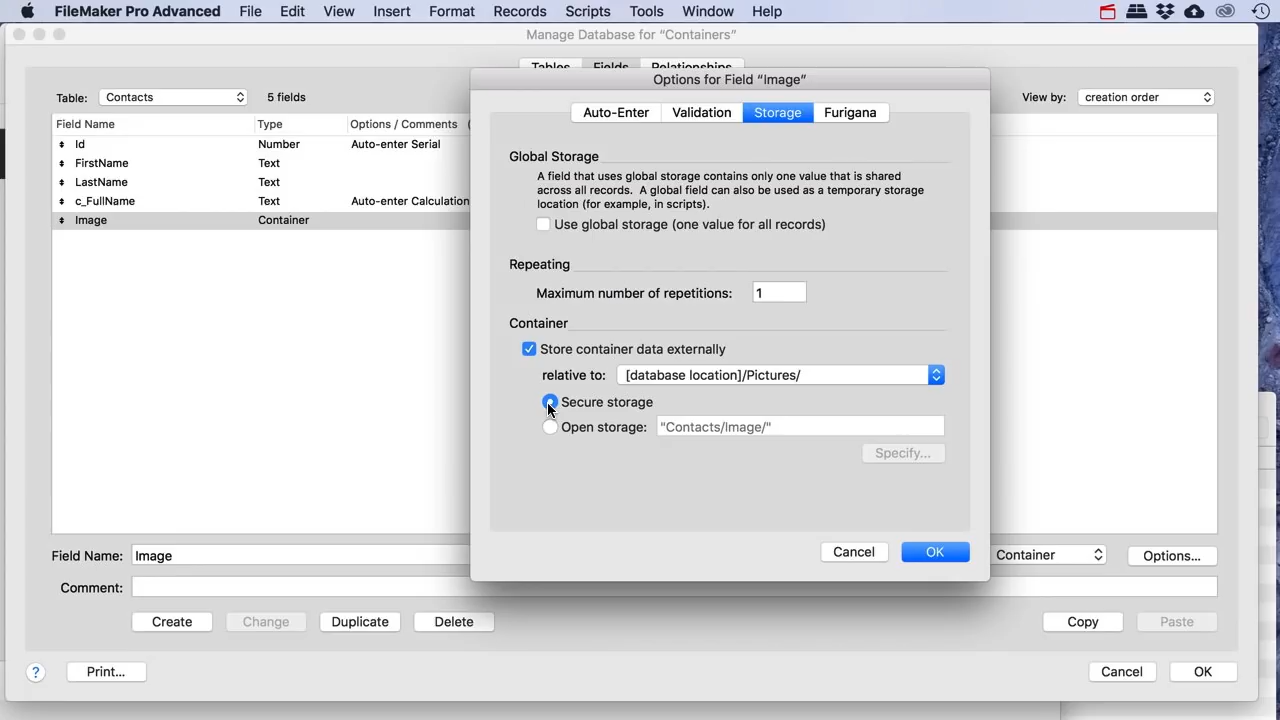 FileMaker Pro Advanced File Edit View Insert Format Records Scripts Tools Window Help
Manage Database for “Containers”
Tables Fields Relationships
Options for Field “Image”
Table: Contacts 5 fields
View by: creation order
Auto-Enter Validation Storage Furigana
Field Name Type Options / Comments (
Id Number Auto-enter Serial
FirstName Text
LastName Text
c_FullName Text Auto-enter Calculation
Image Container
Global Storage
A field that uses global storage contains only one value that is shared
across all records. A global field can also be used as a temporary storage
location (for example, in scripts).
Use global storage (one value for all records)
Repeating
Maximum number of repetitions: 1
Container
Store container data externally
relative to: [database location]/Pictures/
Secure storage
Open storage: "Contacts/Image/"
Specify...
Cancel OK
Field Name: Image
Container Options...
Comment:
Create Change Duplicate Delete Copy Paste
? Print... Cancel OK